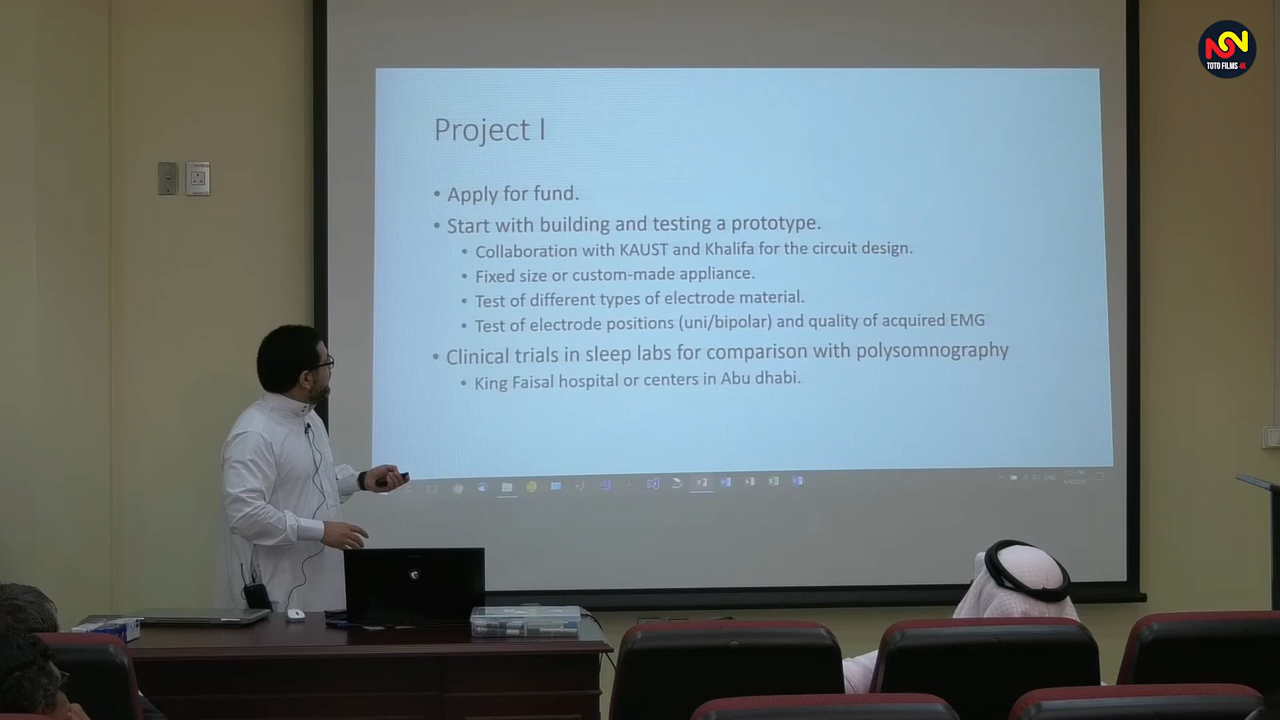 TOTO FILMS 4K
Project I
• Apply for fund.
• Start with building and testing a prototype.
• Collaboration with KAUST and Khalifa for the circuit design.
• Fixed size or custom-made appliance.
• Test of different types of electrode material.
• Test of electrode positions (uni/bipolar) and quality of acquired EMG
• Clinical trials in sleep labs for comparison with polysomnography
• King Faisal hospital or centers in Abu dhabi.
ENG